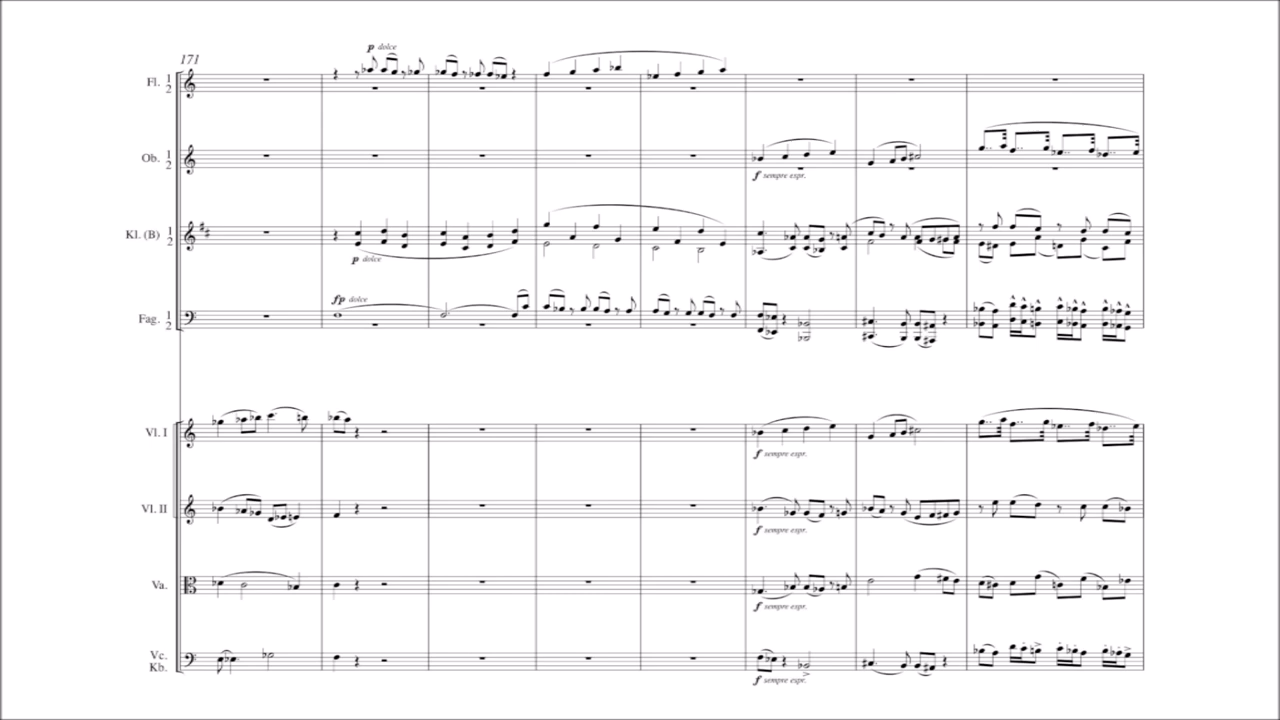 171
p dolce
Fl. 1
2
Ob. 1
2
f sempre espr.
Kl. (B) 1
2
p dolce
fp dolce
Fag. 1
2
Vl. I
f sempre espr.
Vl. II
f sempre espr.
Va.
f sempre espr.
Vc.
Kb.
f sempre espr.